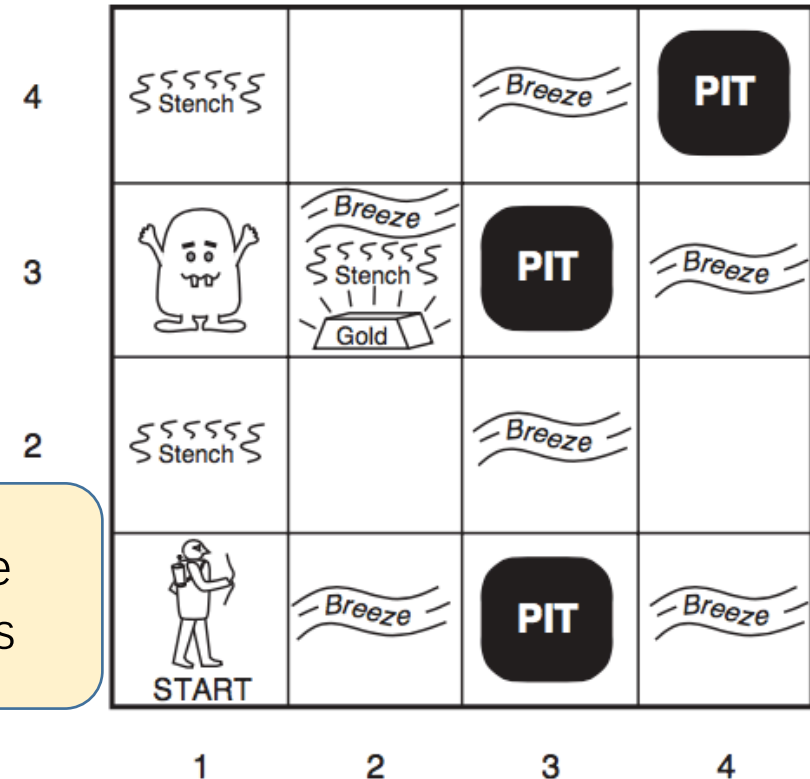 4
Stench
Breeze
PIT
3
Breeze
Stench
Gold
PIT
Breeze
2
Stench
Breeze
e
s
START
Breeze
PIT
Breeze
1 2 3 4